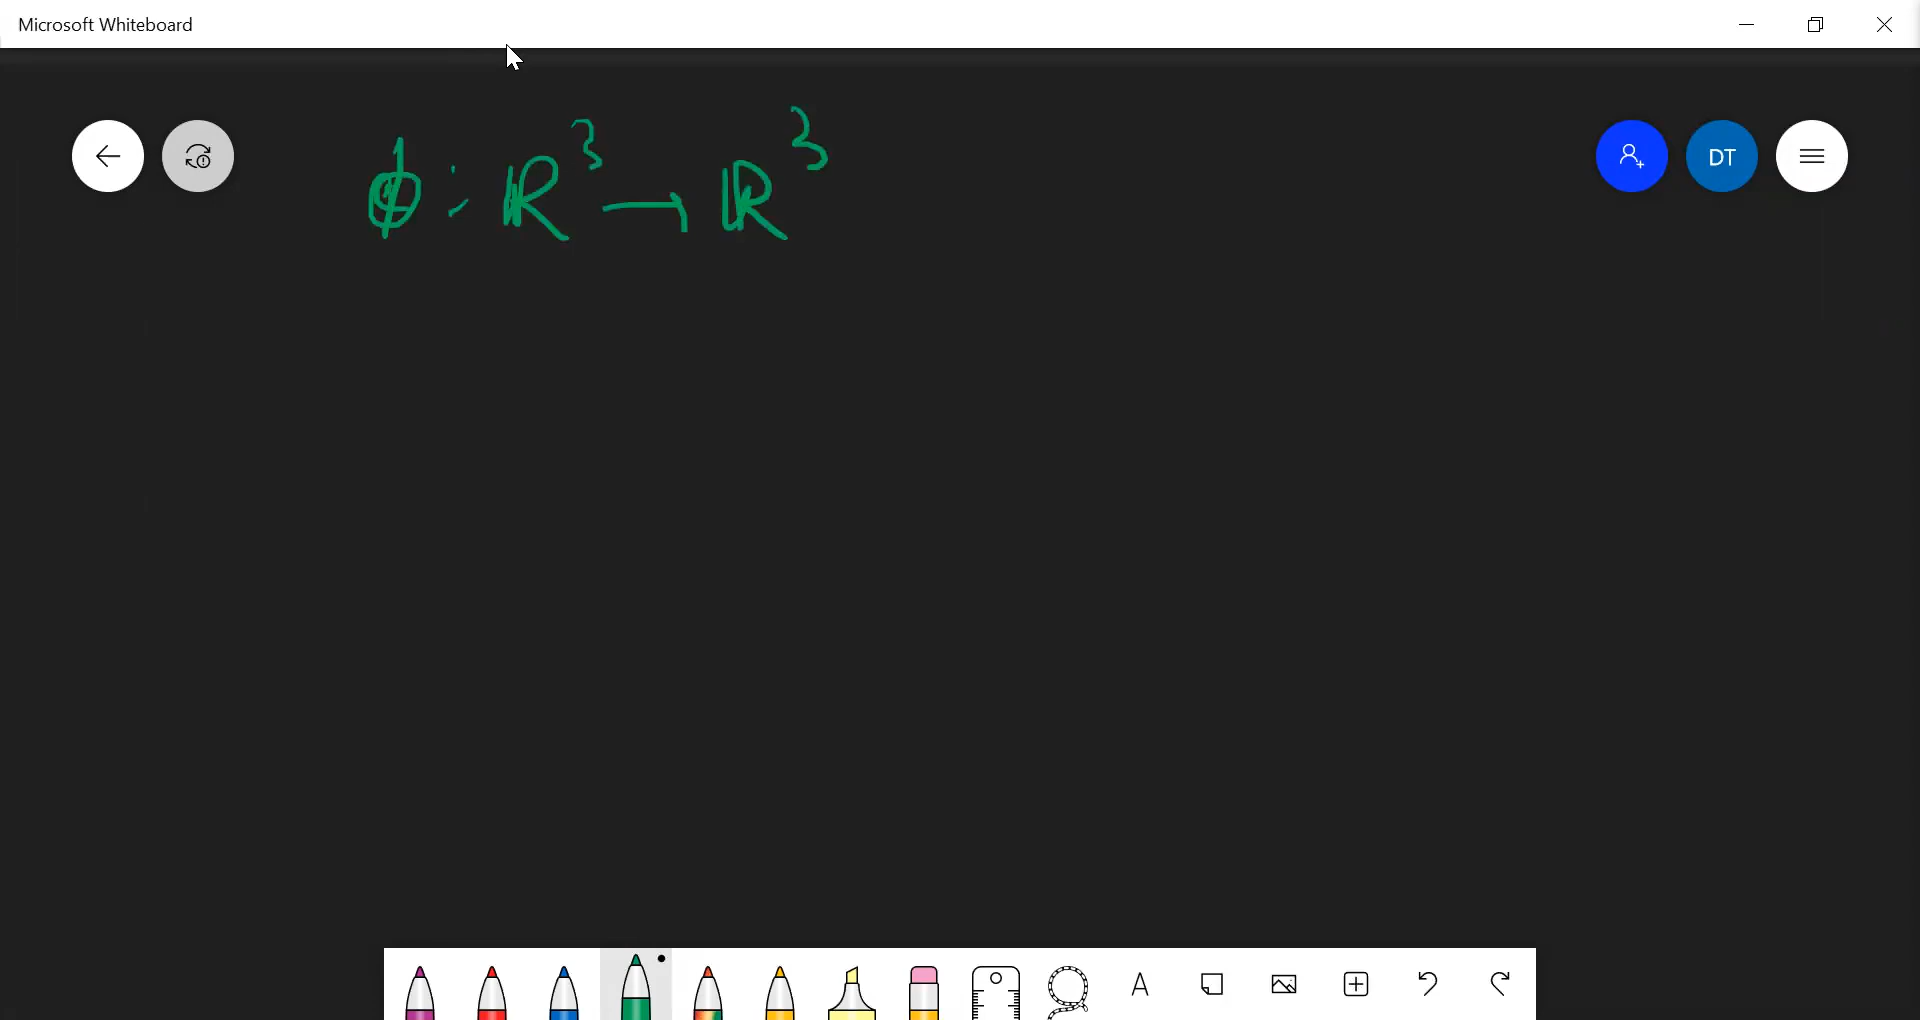 Microsoft Whiteboard
ϕ : ℝ³ → ℝ³
DT